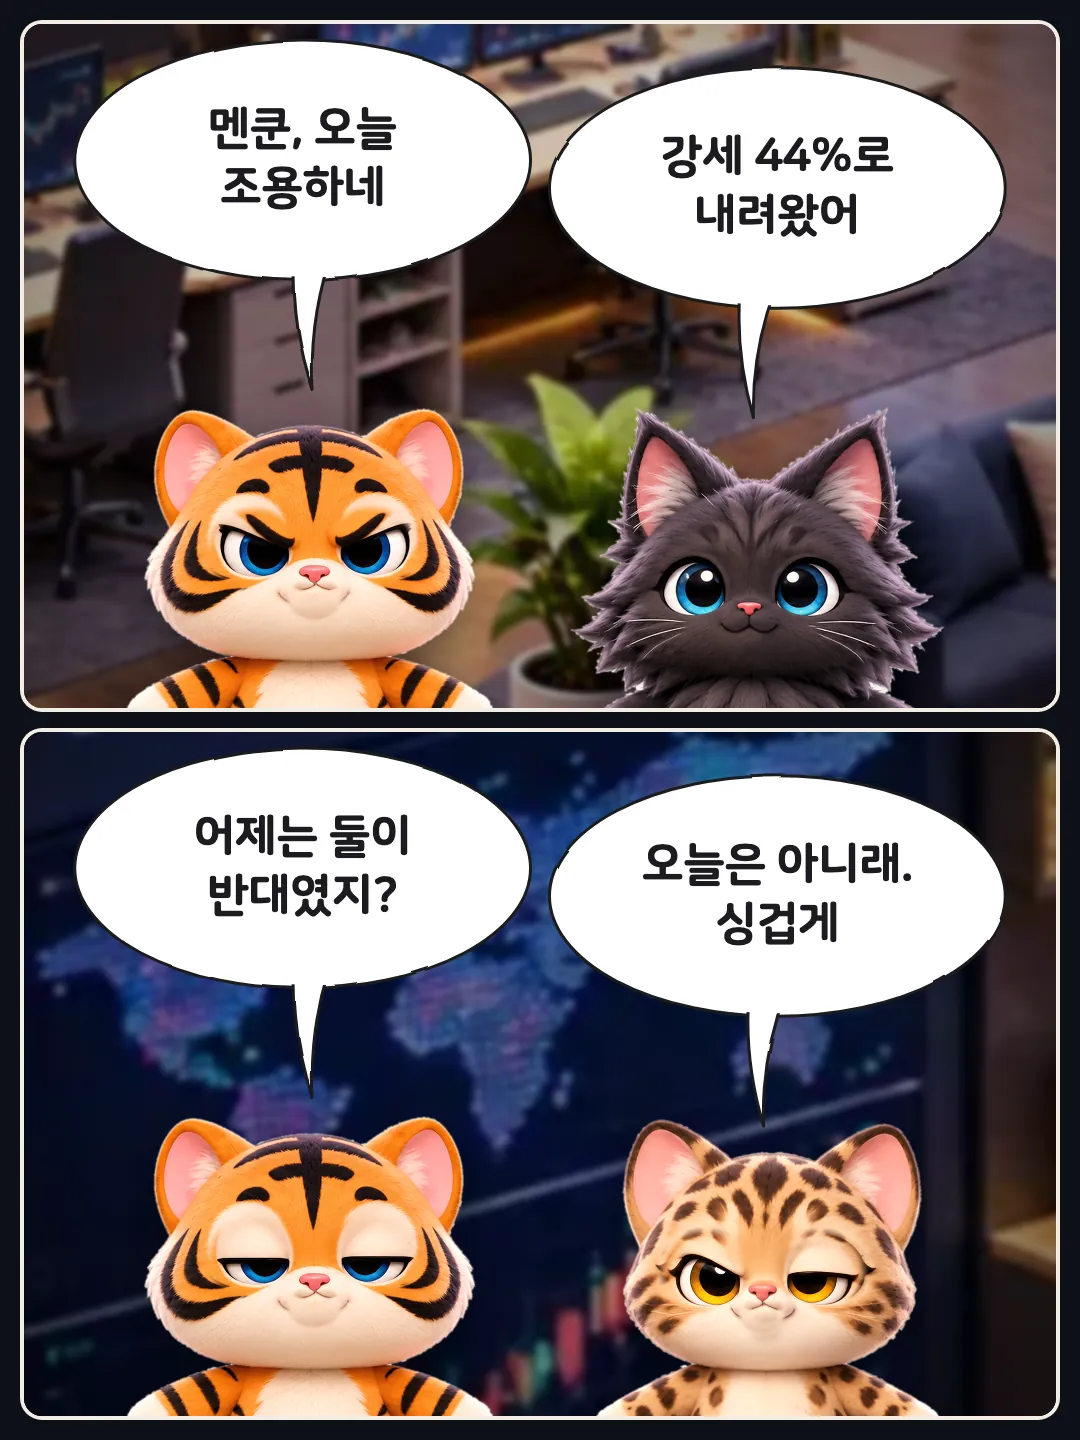 멘쿤, 오늘
조용하네
강세 44%로
내려왔어
어제는 둘이
반대였지?
오늘은 아니래.
싱겁게